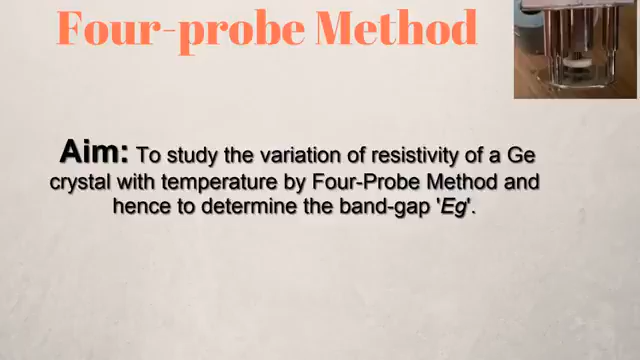 Four-probe Method
Aim: To study the variation of resistivity of a Ge
crystal with temperature by Four-Probe Method and
hence to determine the band-gap 'Eg'.